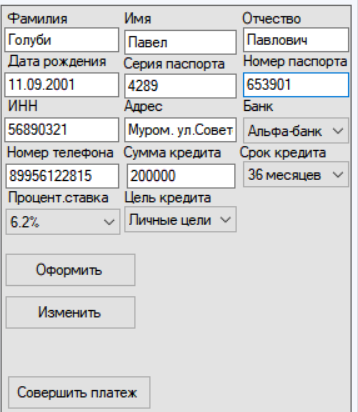 Фамилия Имя Отчество
Голуби Павел Павлович
Дата рождения Серия паспорта Номер паспорта
11.09.2001 4289 653901
ИНН Адрес Банк
56890321 Муром. ул.Совет Альфа-банк
Номер телефона Сумма кредита Срок кредита
89956122815 200000 36 месяцев
Процент.ставка Цель кредита
6.2% Личные цели
Оформить
Изменить
Совершить платеж